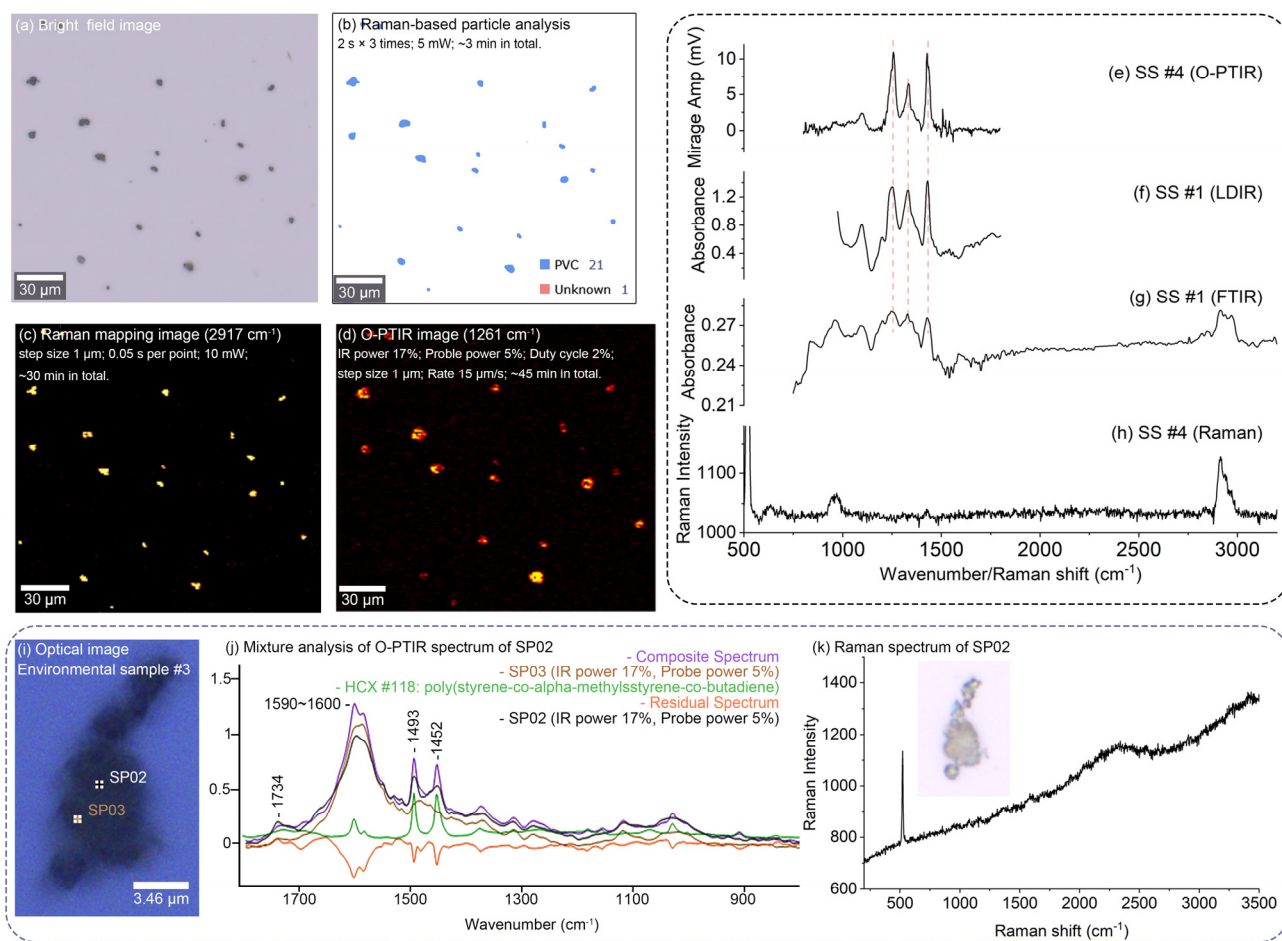 (a) Bright field image
30 µm
(b) Raman-based particle analysis
2 s × 3 times; 5 mW; ~3 min in total.
PVC 21
Unknown 1
30 µm
(c) Raman mapping image (2917 cm⁻¹)
step size 1 µm; 0.05 s per point; 10 mW;
~30 min in total.
30 µm
(d) O-PTIR image (1261 cm⁻¹)
IR power 17%; Proble power 5%; Duty cycle 2%;
step size 1 µm; Rate 15 µm/s; ~45 min in total.
30 µm
(e) SS #4 (O-PTIR)
Mirage Amp (mV)
10
5
0
(f) SS #1 (LDIR)
Absorbance
1.2
0.8
0.4
(g) SS #1 (FTIR)
Absorbance
0.27
0.24
0.21
(h) SS #4 (Raman)
Raman Intensity
1100
1000
500 1000 1500 2000 2500 3000
Wavenumber/Raman shift (cm⁻¹)
(i) Optical image
Environmental sample #3
SP02
SP03
3.46 µm
(j) Mixture analysis of O-PTIR spectrum of SP02
- Composite Spectrum
- SP03 (IR power 17%, Probe power 5%)
- HCX #118: poly(styrene-co-alpha-methylsstyrene-co-butadiene)
- Residual Spectrum
- SP02 (IR power 17%, Probe power 5%)
1590~1600
1734
1493
1452
1.5
1
0.5
0
1700 1500 1300 1100 900
Wavenumber (cm⁻¹)
(k) Raman spectrum of SP02
Raman Intensity
1400
1200
1000
800
600
500 1000 1500 2000 2500 3000 3500
Raman shift (cm⁻¹)